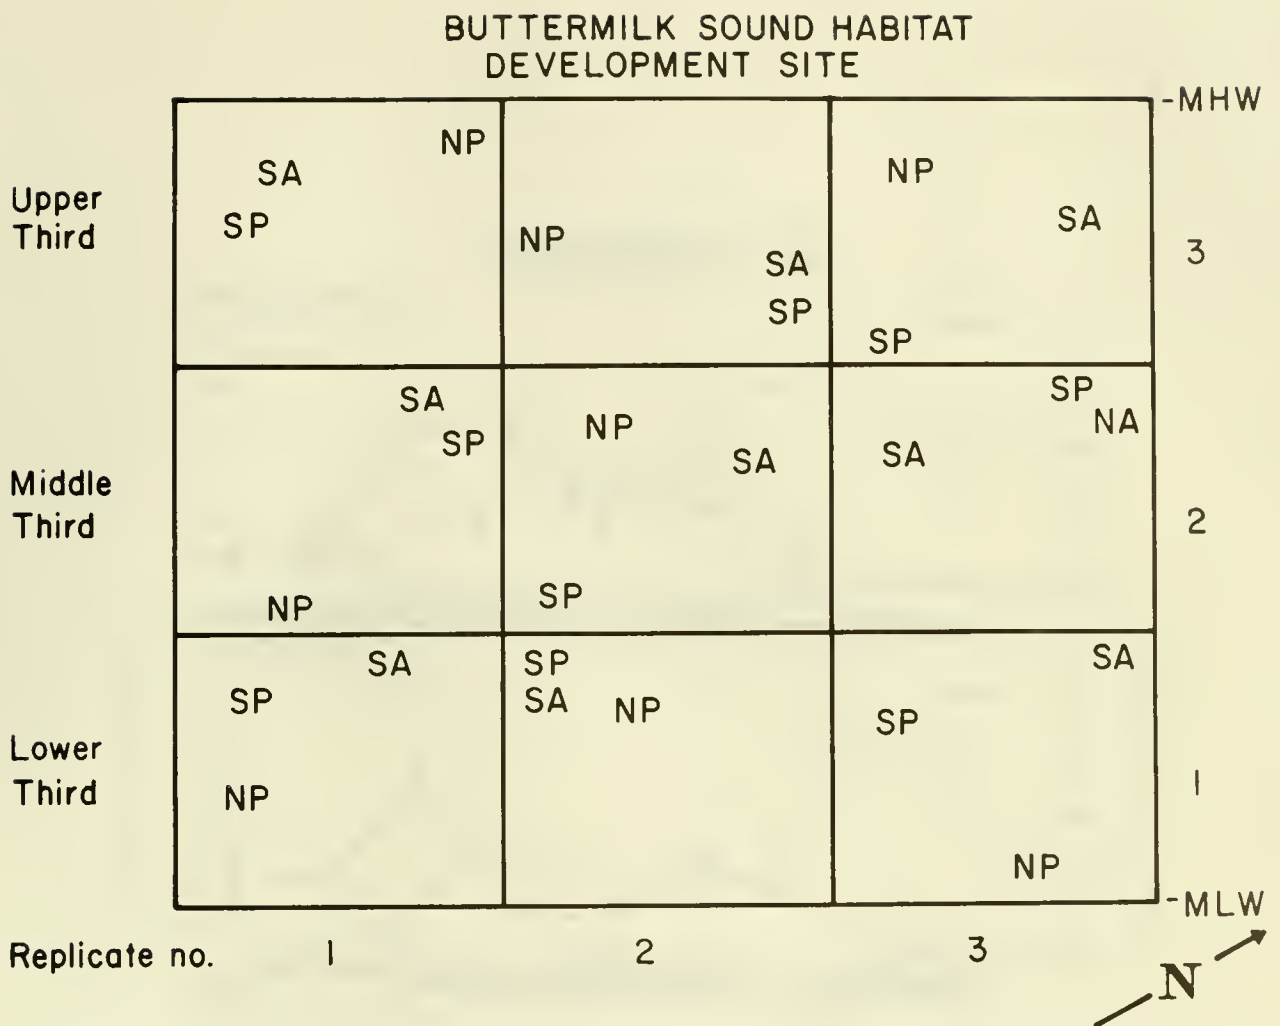 BUTTERMILK SOUND HABITAT
DEVELOPMENT SITE
-MHW
NP
SA
SP
NP
SA
SP
NP
SA
SP
Upper
Third
3
SA
SP
NP
NP
SA
SP
SP
NA
SA
Middle
Third
2
SA
SP
NP
SP
SA
NP
SA
SP
NP
Lower
Third
1
-MLW
Replicate no. 1 2 3
N